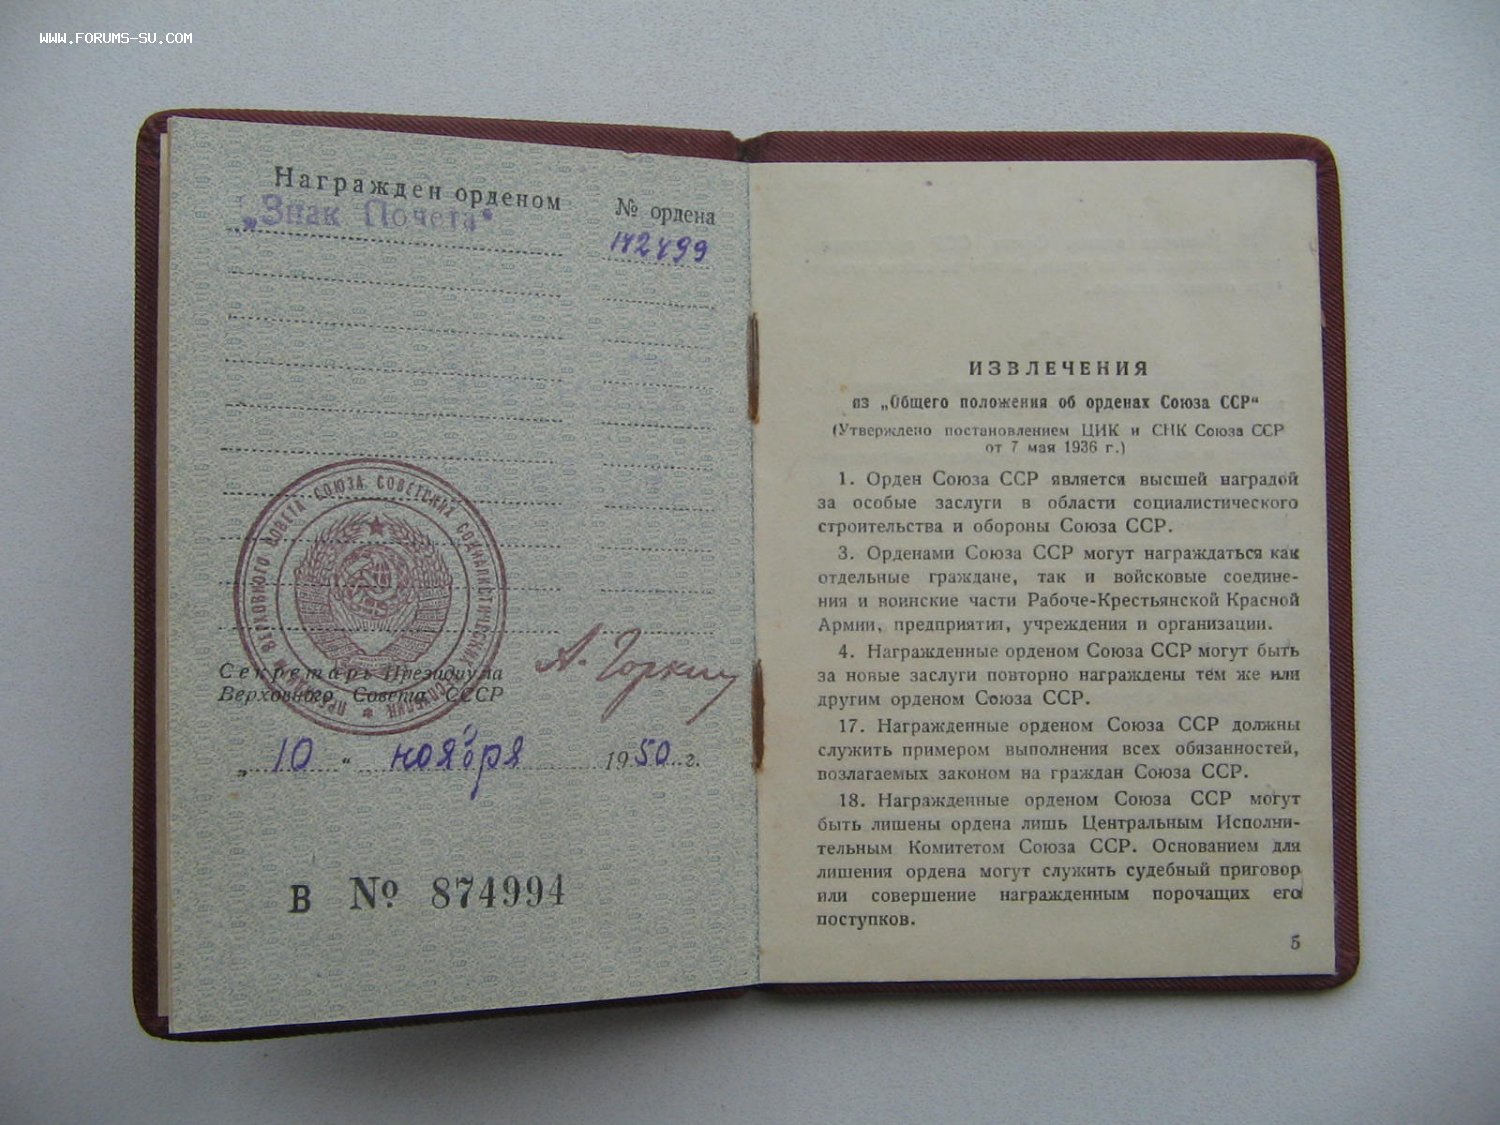 WWW.FORUMS-SU.COM
Награжден орденом
№ ордена
„Знак Почета“
142499
ПРЕЗИДИУМ ВЕРХОВНОГО СОВЕТА СОЮЗА СОВЕТСКИХ СОЦИАЛИСТИЧЕСКИХ РЕСПУБЛИК
Секретарь Президиума
Верховного Совета СССР
А. Горкин
„ 10 “ ноября 1950 г.
В № 874994
ИЗВЛЕЧЕНИЯ
из „Общего положения об орденах Союза ССР“
(Утверждено постановлением ЦИК и СНК Союза ССР
от 7 мая 1936 г.)
1. Орден Союза ССР является высшей наградой
за особые заслуги в области социалистического
строительства и обороны Союза ССР.
3. Орденами Союза ССР могут награждаться как
отдельные граждане, так и войсковые соедине-
ния и воинские части Рабоче-Крестьянской Красной
Армии, предприятия, учреждения и организации.
4. Награжденные орденом Союза ССР могут быть
за новые заслуги повторно награждены тем же или
другим орденом Союза ССР.
17. Награжденные орденом Союза ССР должны
служить примером выполнения всех обязанностей,
возлагаемых законом на граждан Союза ССР.
18. Награжденные орденом Союза ССР могут
быть лишены ордена лишь Центральным Исполни-
тельным Комитетом Союза ССР. Основанием для
лишения ордена могут служить судебный приговор
или совершение награжденным порочащих его
поступков.
5